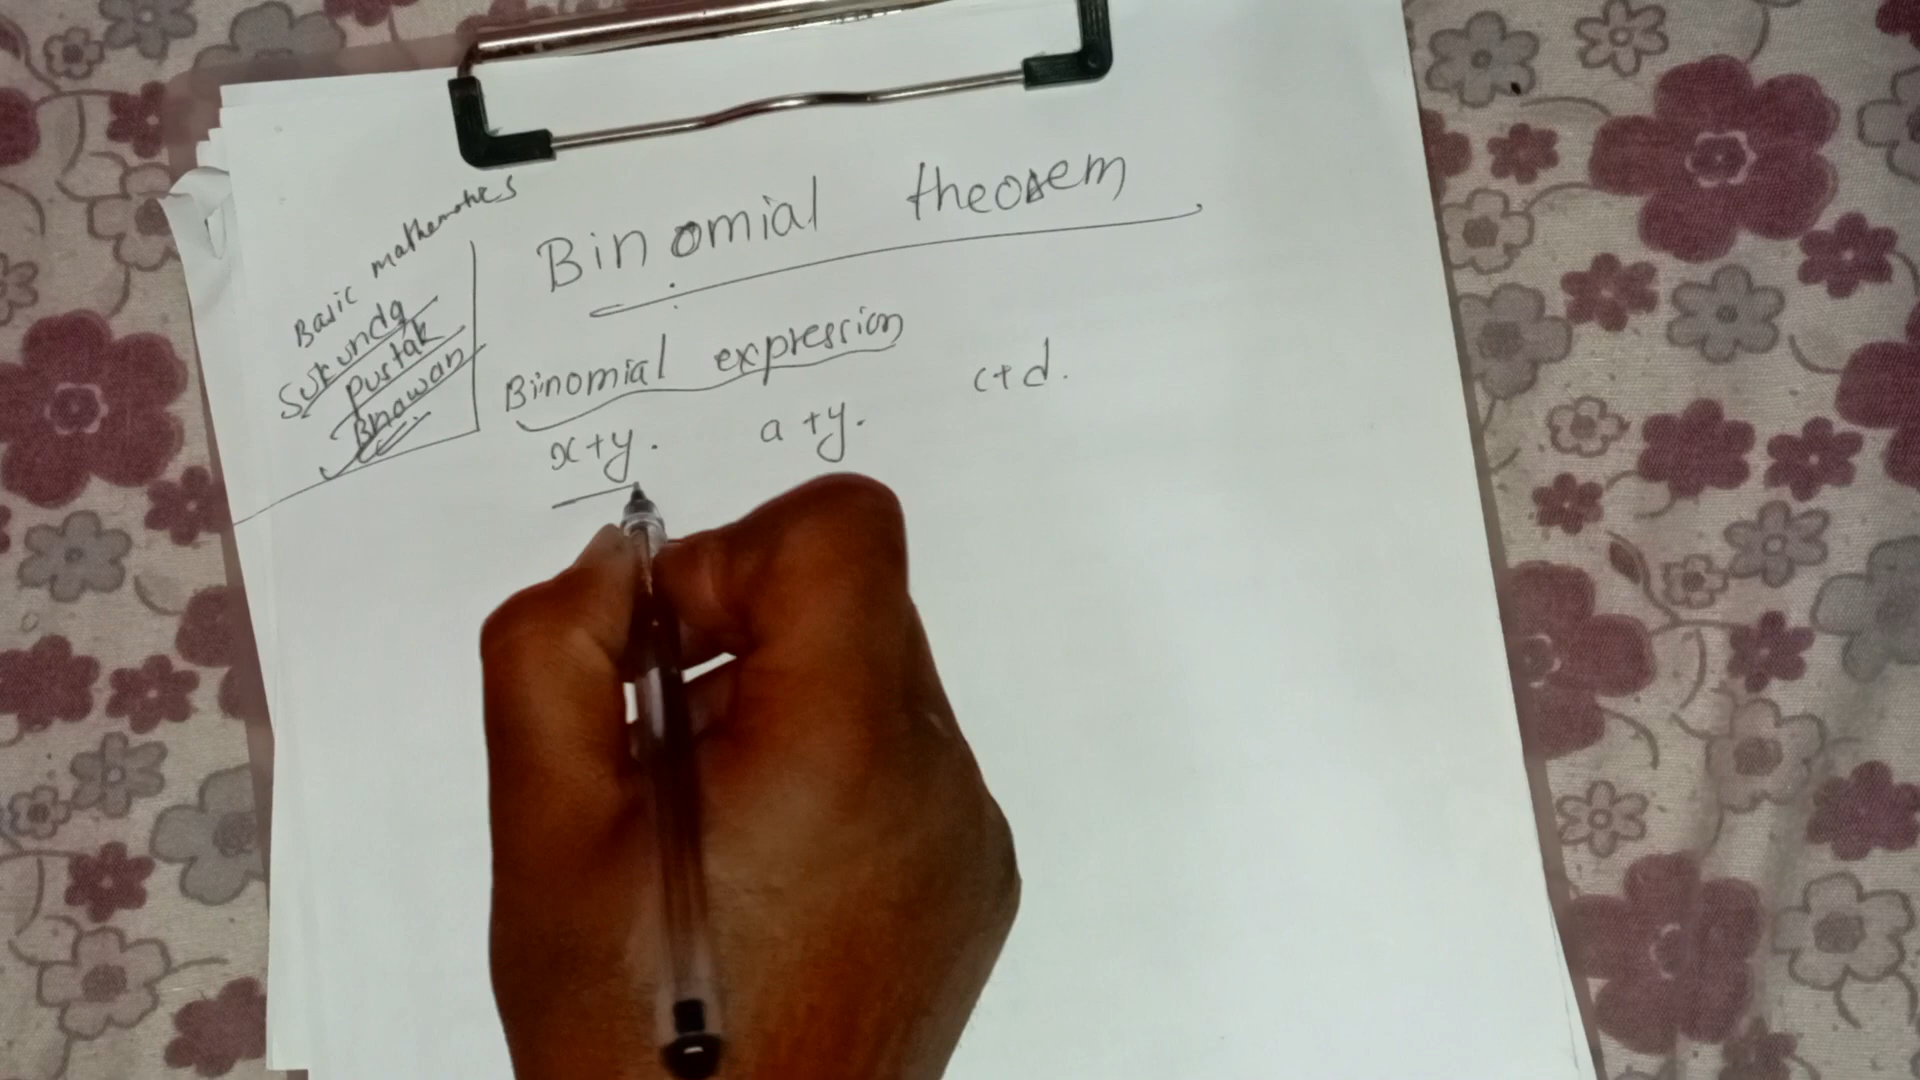 Basic mathematics
Sukunda
Pustak
Bhawan
Binomial theorem
Binomial expression
x+y. a+y. c+d.